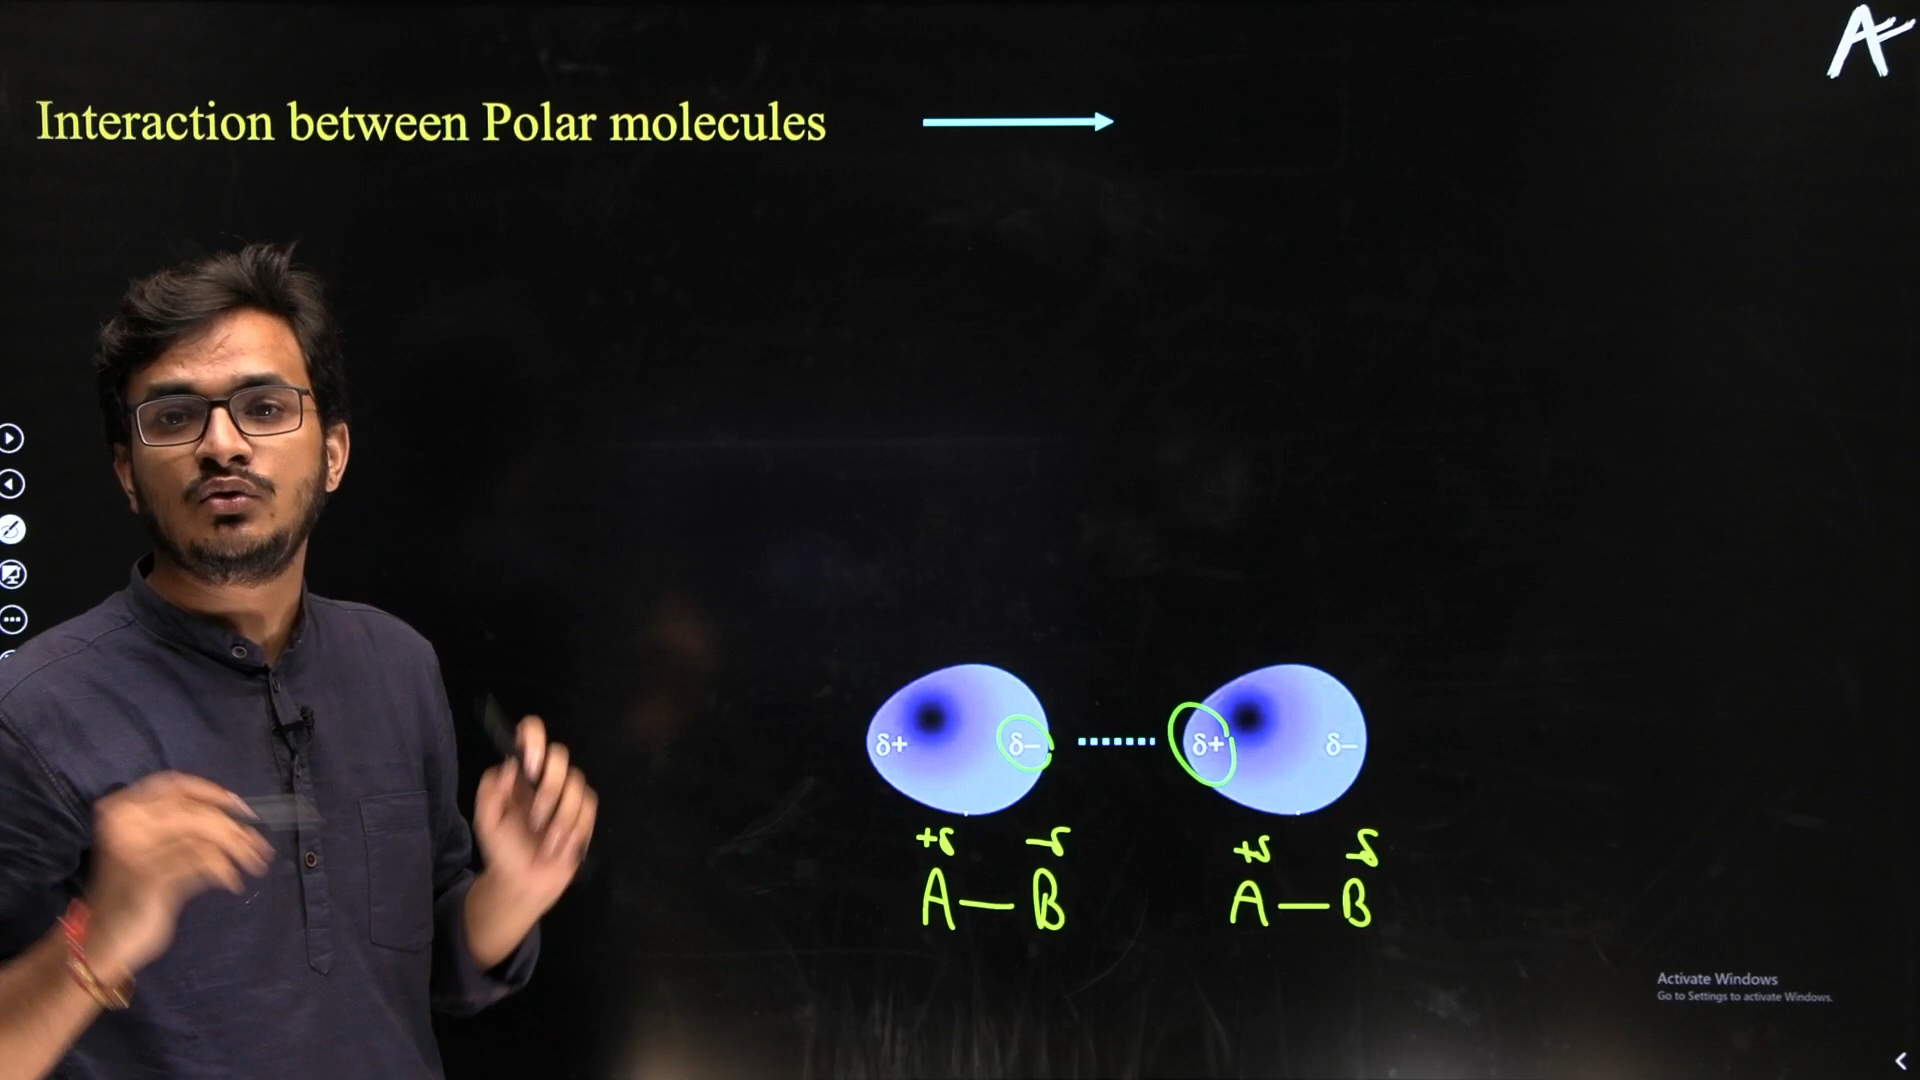 Interaction between Polar molecules
δ+ δ– δ+ δ–
+δ -δ +δ -δ
A — B A — B
Activate Windows
Go to Settings to activate Windows.